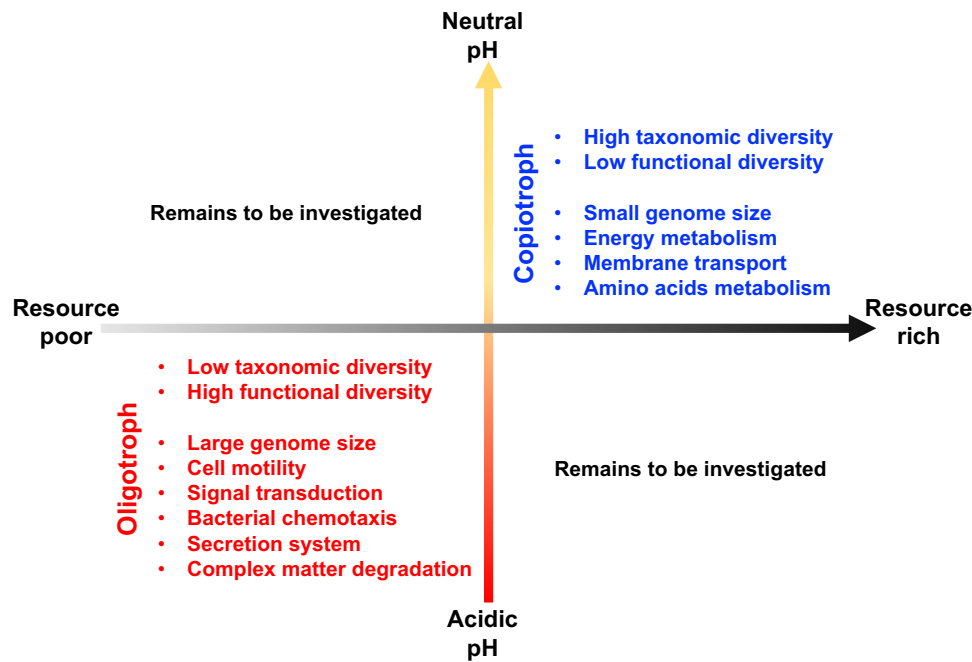 Neutral
pH
Copiotroph
• High taxonomic diversity
• Low functional diversity
• Small genome size
• Energy metabolism
• Membrane transport
• Amino acids metabolism
Remains to be investigated
Resource
poor
Resource
rich
Oligotroph
• Low taxonomic diversity
• High functional diversity
• Large genome size
• Cell motility
• Signal transduction
• Bacterial chemotaxis
• Secretion system
• Complex matter degradation
Remains to be investigated
Acidic
pH